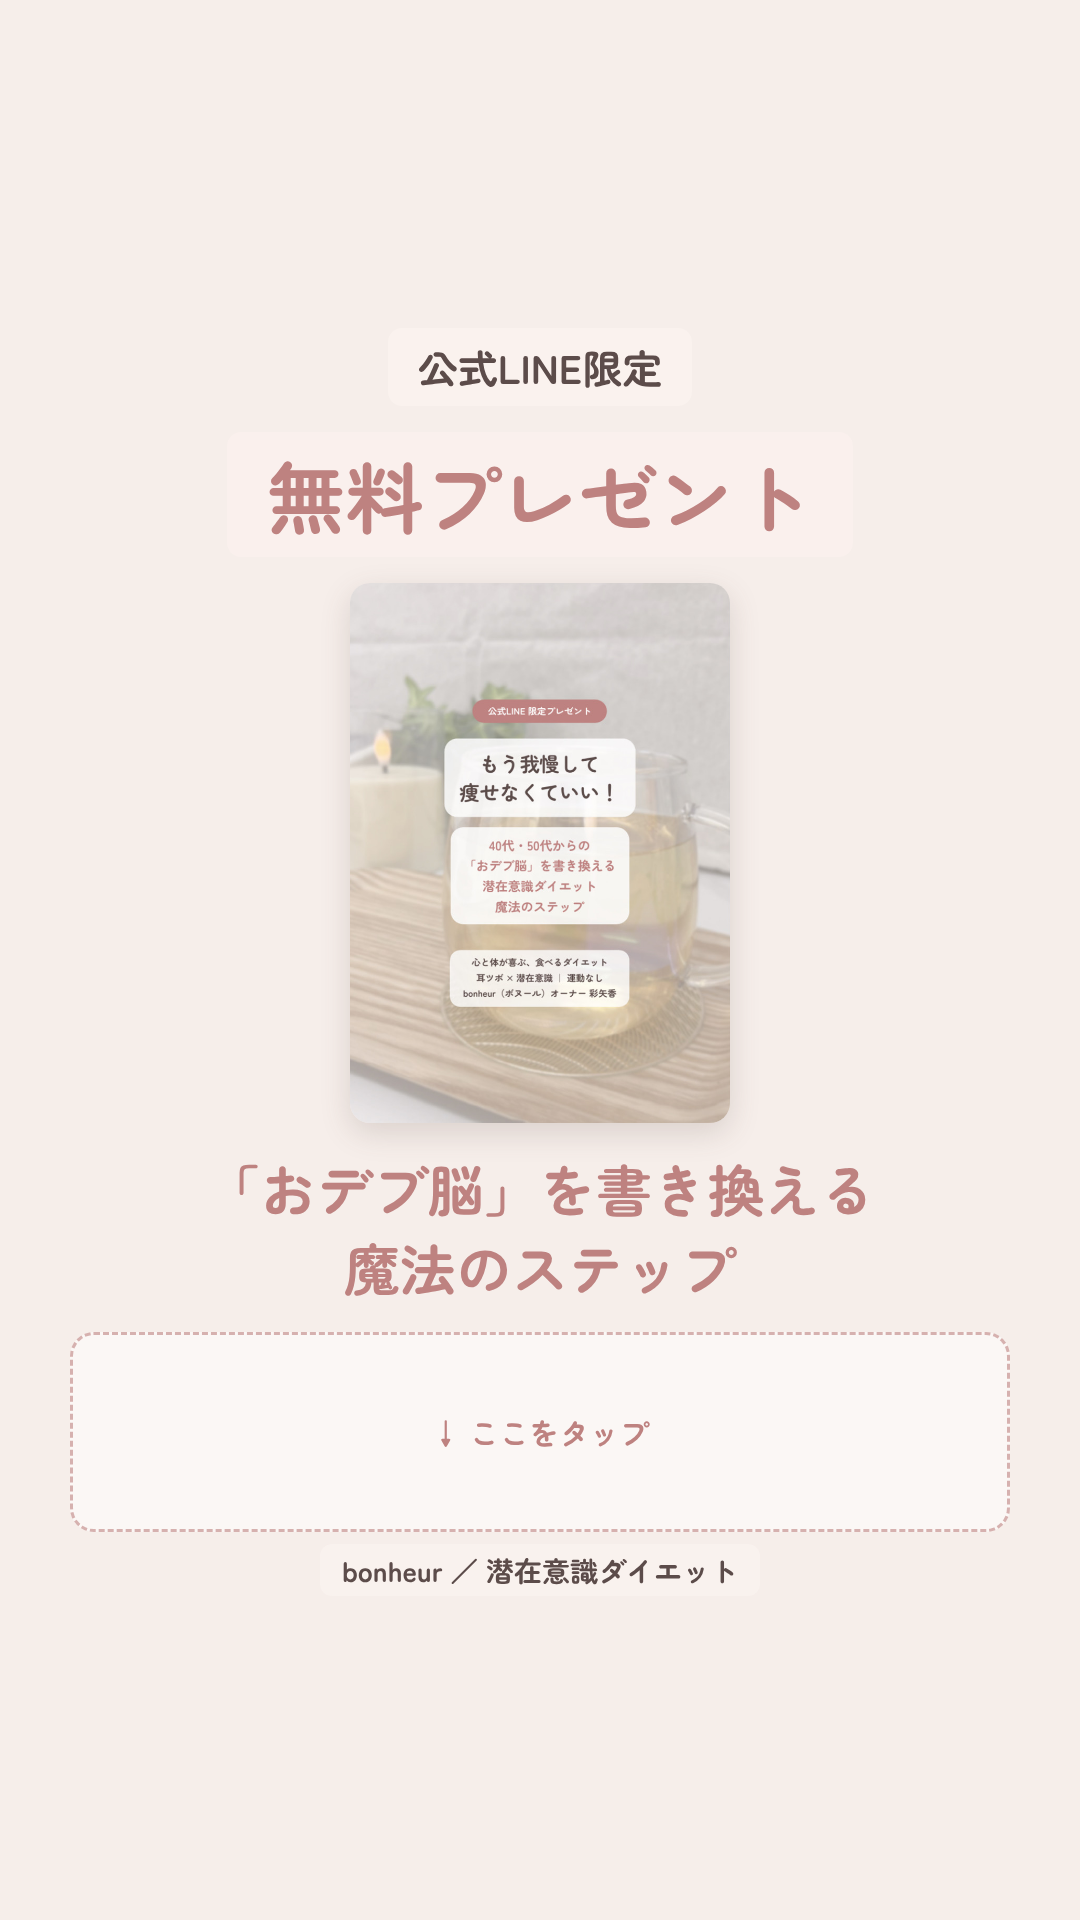 公式LINE限定
無料プレゼント
公式LINE 限定プレゼント
もう我慢して
痩せなくていい！
40代・50代からの
「おデブ脳」を書き換える
潜在意識ダイエット
魔法のステップ
心と体が喜ぶ、食べるダイエット
耳ツボ × 潜在意識 ｜ 運動なし
bonheur（ボヌール）オーナー 彩矢香
「おデブ脳」を書き換える
魔法のステップ
↓ ここをタップ
bonheur ／ 潜在意識ダイエット